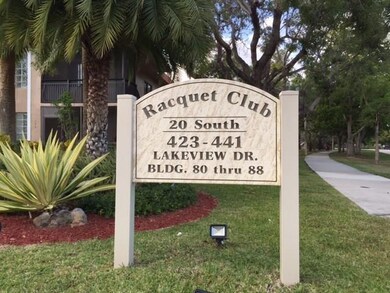 Racquet Club
20 South
423-441
LAKEVIEW DR.
BLDG. 80 thru 88